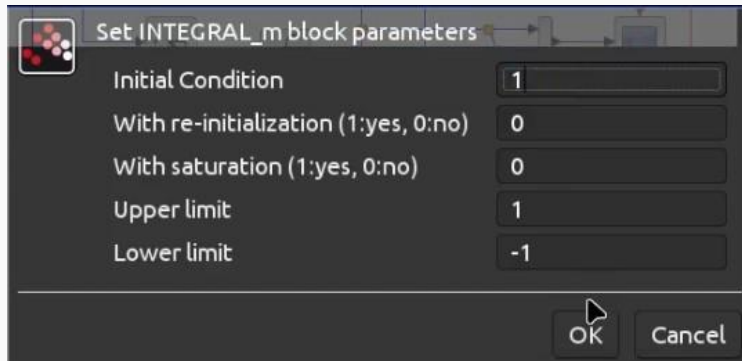 Set INTEGRAL_m block parameters
Initial Condition 1
With re-initialization (1:yes, 0:no) 0
With saturation (1:yes, 0:no) 0
Upper limit 1
Lower limit -1
OK Cancel